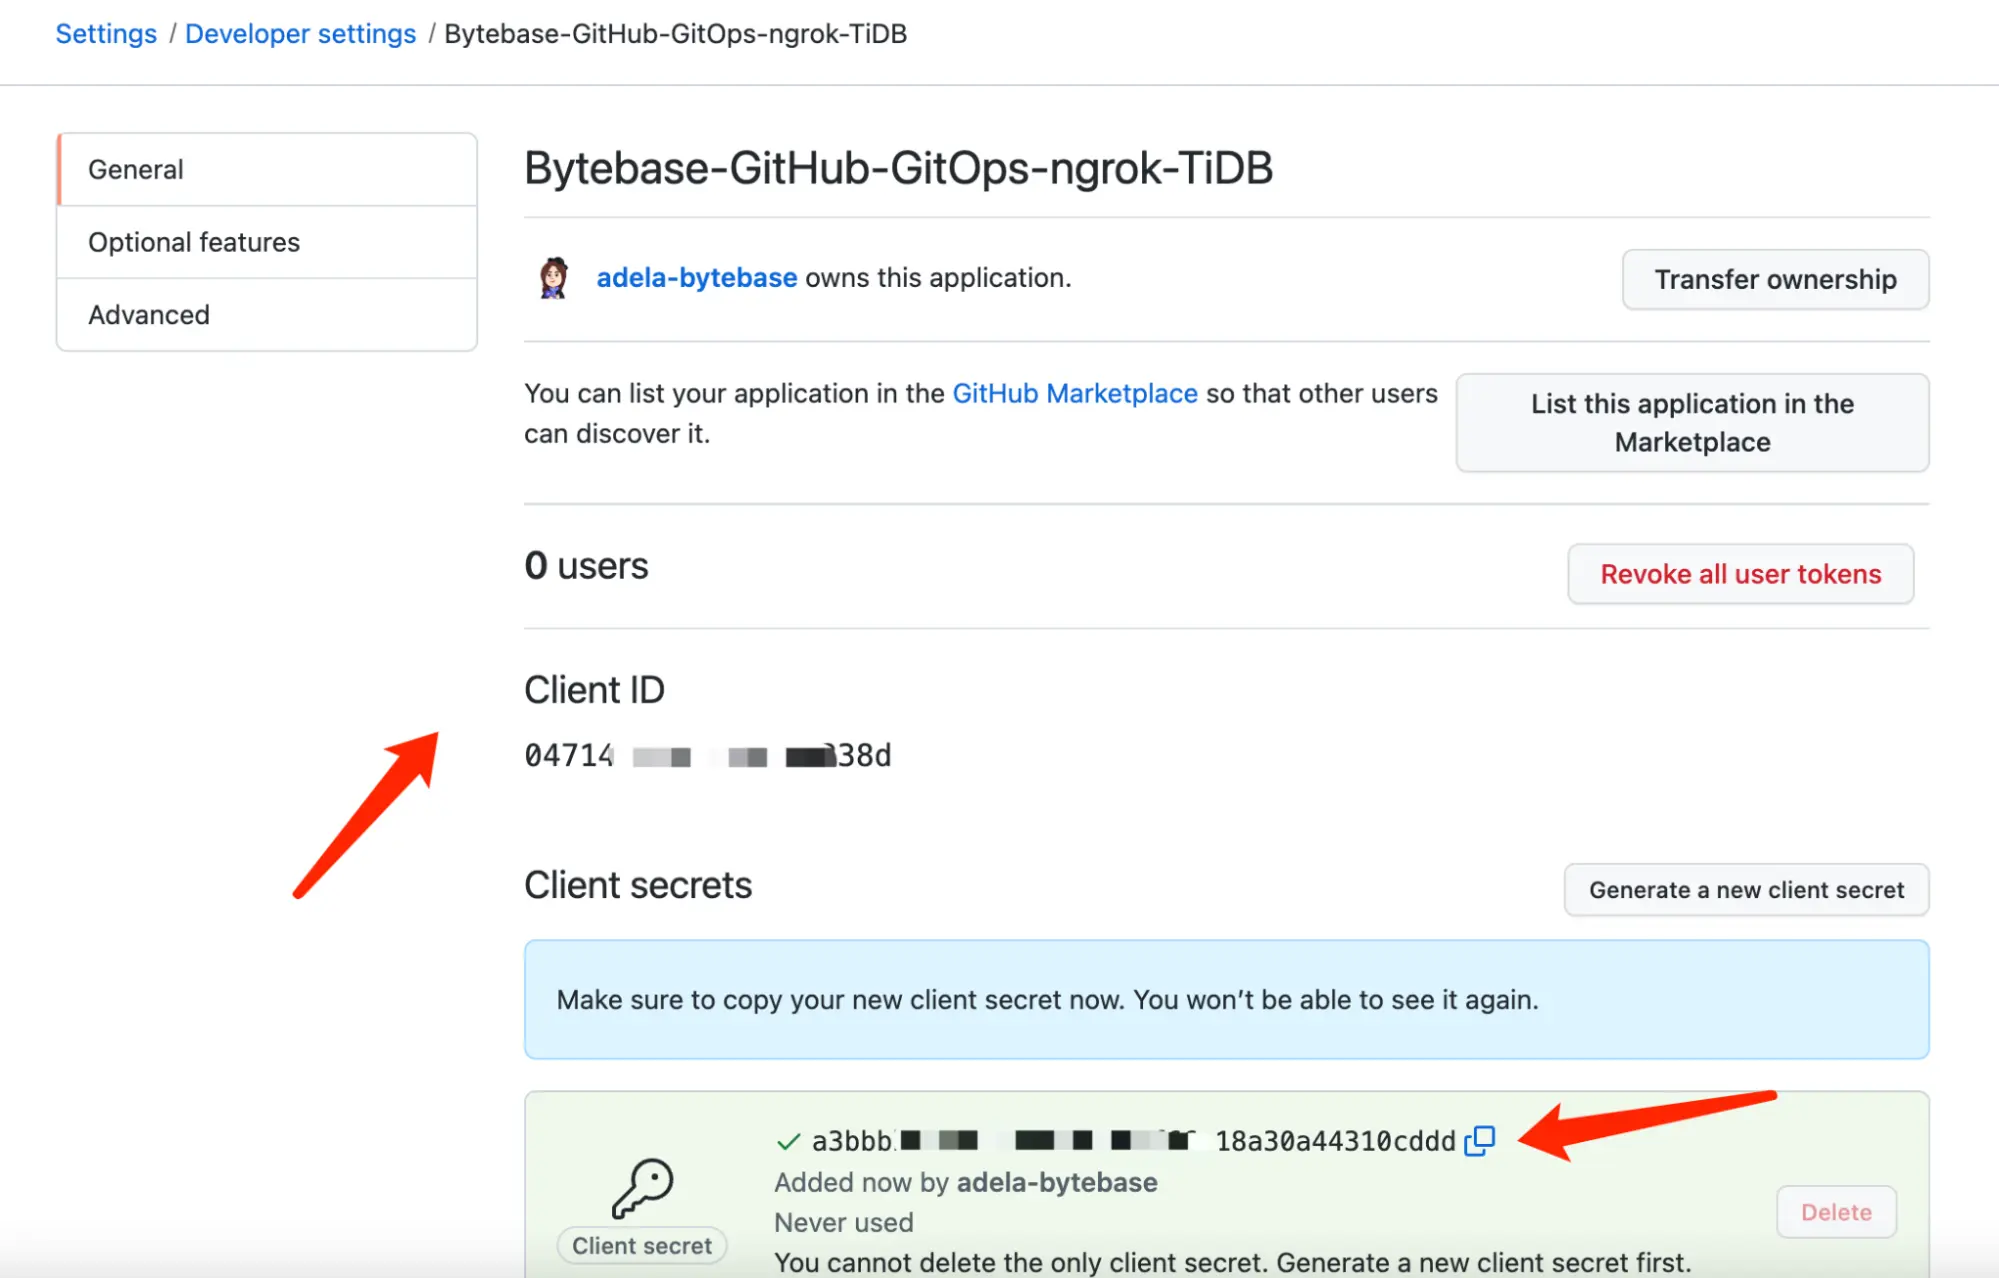 Settings / Developer settings / Bytebase-GitHub-GitOps-ngrok-TiDB
General
Optional features
Advanced
Bytebase-GitHub-GitOps-ngrok-TiDB
adela-bytebase owns this application.
Transfer ownership
You can list your application in the GitHub Marketplace so that other users
can discover it.
List this application in the
Marketplace
0 users
Revoke all user tokens
Client ID
04714 38d
Client secrets
Generate a new client secret
Make sure to copy your new client secret now. You won’t be able to see it again.
a3bbb 18a30a44310cddd
Added now by adela-bytebase
Never used
You cannot delete the only client secret. Generate a new client secret first.
Client secret
Delete